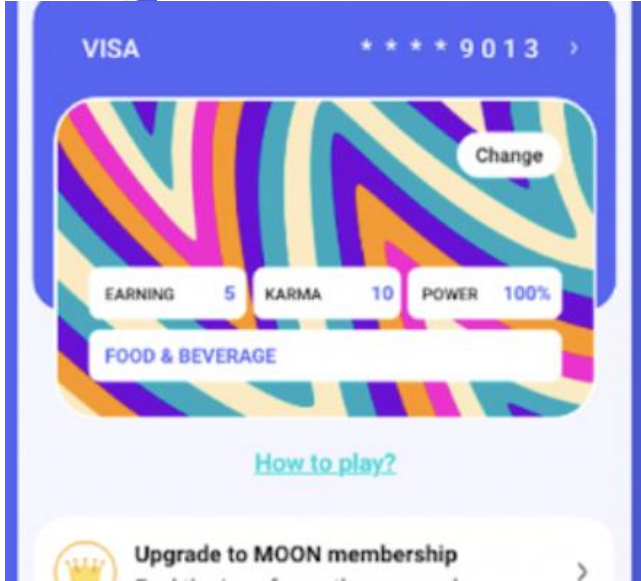 VISA * * * * 9013 >
Change
EARNING 5 KARMA 10 POWER 100%
FOOD & BEVERAGE
How to play?
Upgrade to MOON membership